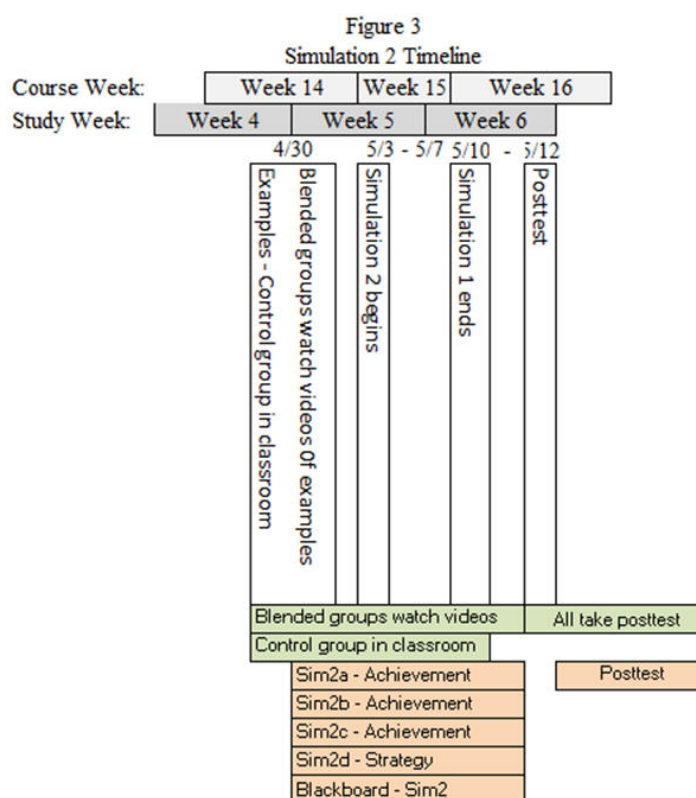 Figure 3
Simulation 2 Timeline
Course Week: Week 14 Week 15 Week 16
Study Week: Week 4 Week 5 Week 6
4/30 5/3 - 5/7 5/10 - 5/12
Examples - Control group in classroom
Blended groups watch videos 0f examples
Simulation 2 begins
Simulation 1 ends
Posttest
Blended groups watch videos All take posttest
Control group in classroom
Sim2a - Achievement Posttest
Sim2b - Achievement
Sim2c - Achievement
Sim2d - Strategy
Blackboard - Sim2